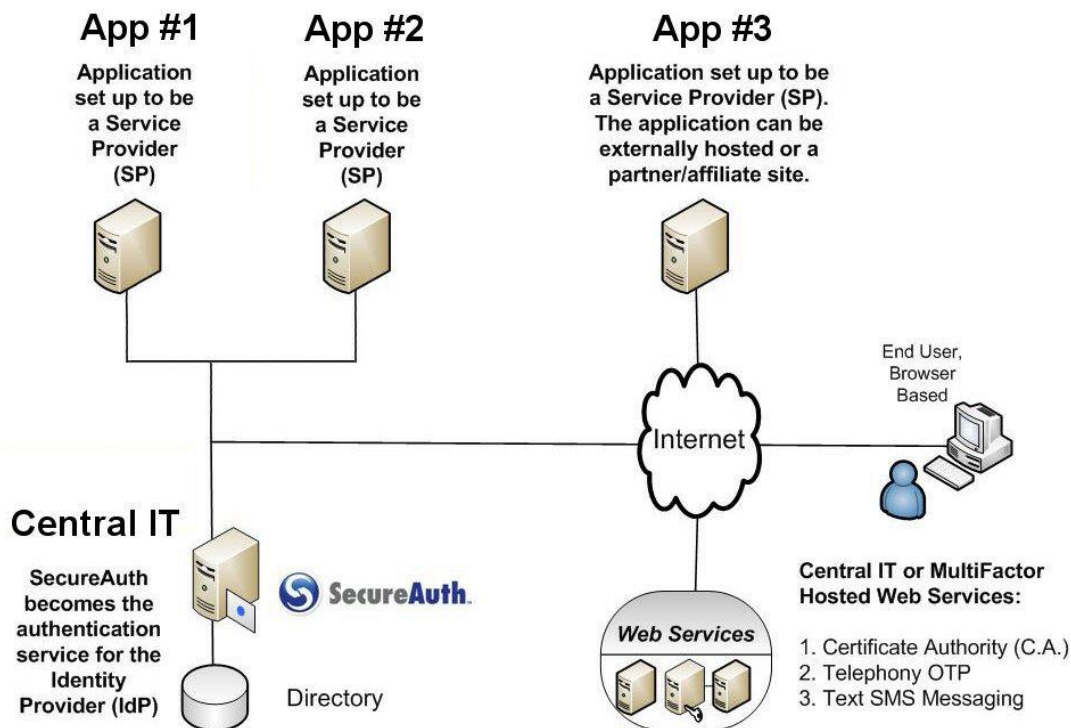 App #1
Application
set up to be
a Service
Provider
(SP)
App #2
Application
set up to be
a Service
Provider
(SP)
App #3
Application set up to be
a Service Provider (SP).
The application can be
externally hosted or a
partner/affiliate site.
End User,
Browser
Based
Internet
Central IT
SecureAuth
becomes the
authentication
service for the
Identity
Provider (IdP)
SecureAuth™
Directory
Web Services
Central IT or MultiFactor
Hosted Web Services:
1. Certificate Authority (C.A.)
2. Telephony OTP
3. Text SMS Messaging